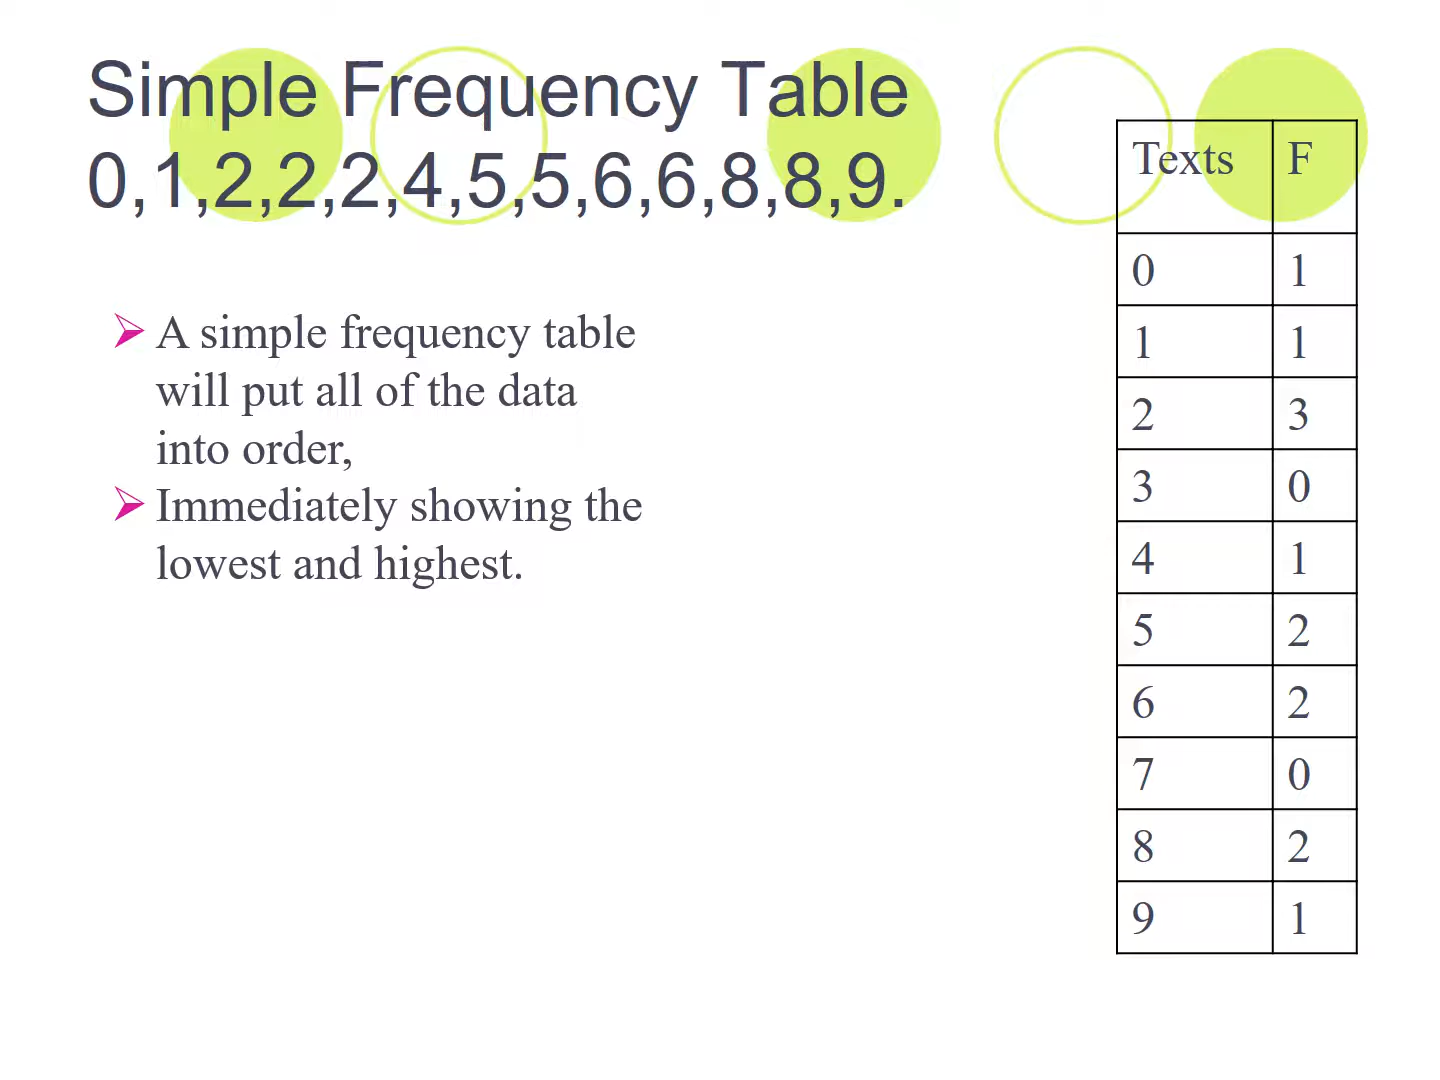 Simple Frequency Table
0,1,2,2,2,4,5,5,6,6,8,8,9.
A simple frequency table
will put all of the data
into order,
Immediately showing the
lowest and highest.
Texts F
0 1
1 1
2 3
3 0
4 1
5 2
6 2
7 0
8 2
9 1